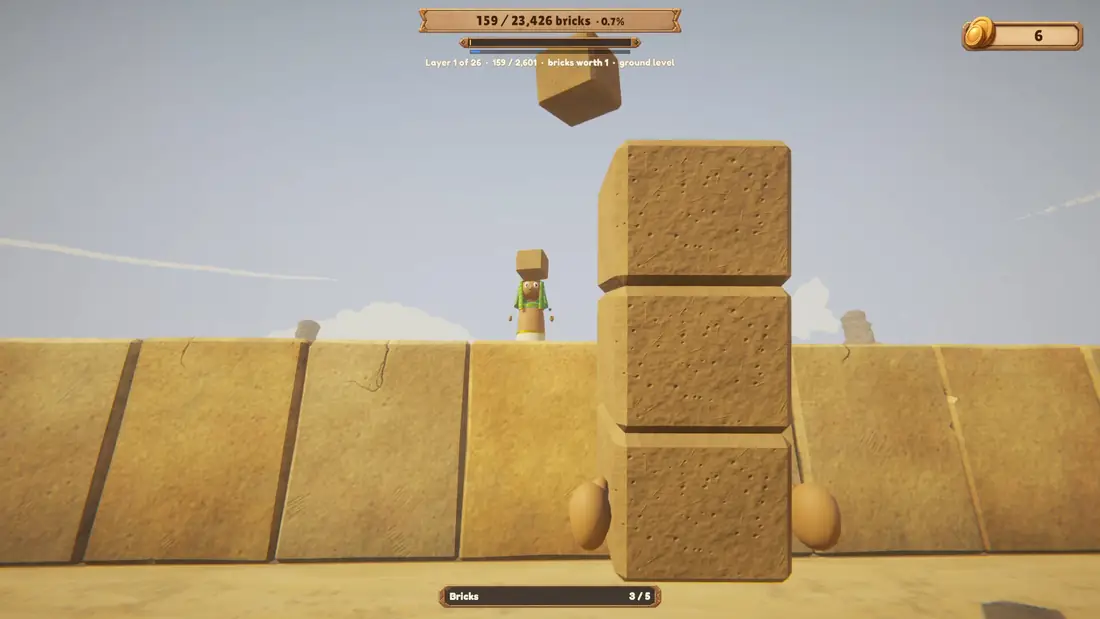 159 / 23,426 bricks · 0.7%
6
Layer 1 of 26 · 159 / 2,601 · bricks worth 1 · ground level
Bricks 3 / 5